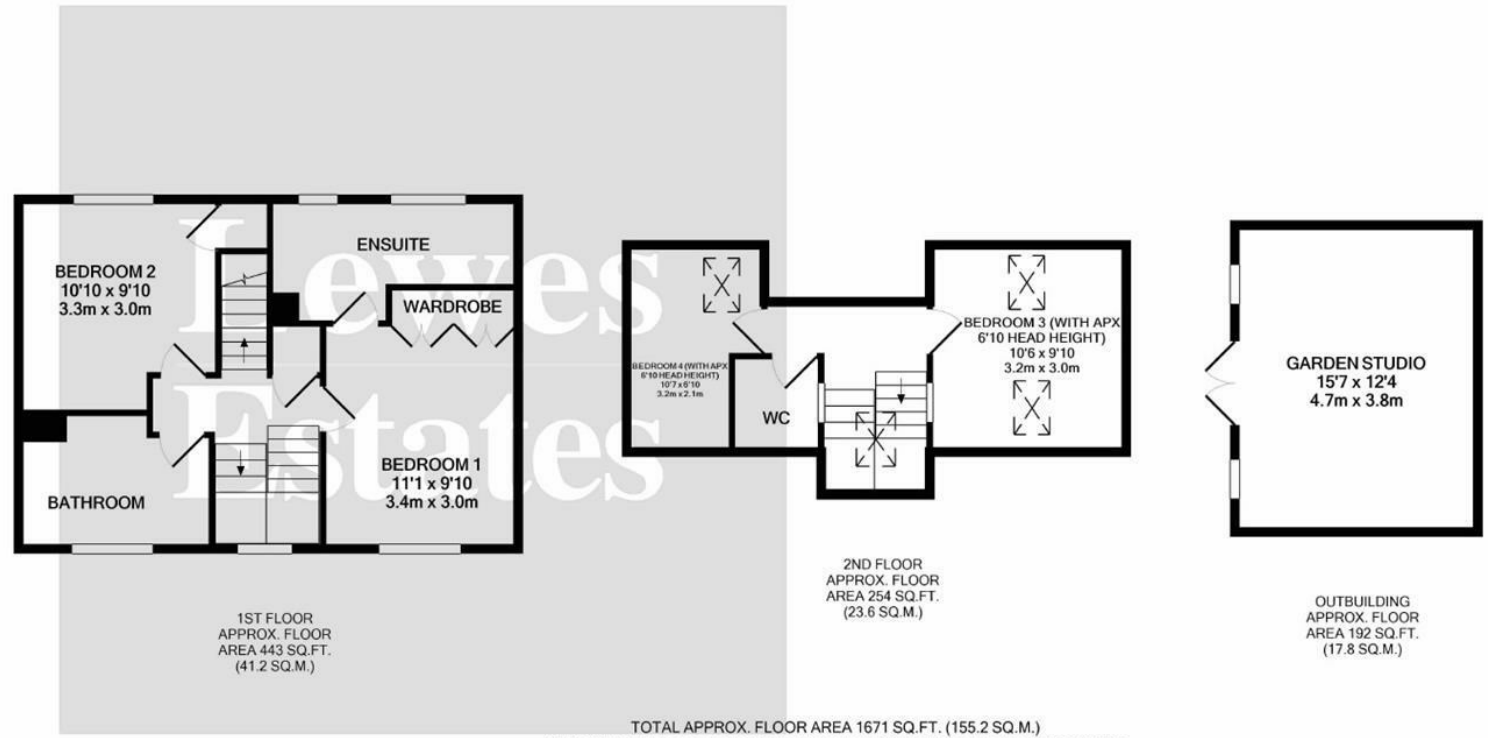 Lewes
Estates
BEDROOM 2
10'10 x 9'10
3.3m x 3.0m
ENSUITE
WARDROBE
BATHROOM
BEDROOM 1
11'1 x 9'10
3.4m x 3.0m
1ST FLOOR
APPROX. FLOOR
AREA 443 SQ.FT.
(41.2 SQ.M.)
BEDROOM 4 (WITH APX
6'10 HEAD HEIGHT)
10'7 x 6'10
3.2m x 2.1m
WC
BEDROOM 3 (WITH APX
6'10 HEAD HEIGHT)
10'6 x 9'10
3.2m x 3.0m
2ND FLOOR
APPROX. FLOOR
AREA 254 SQ.FT.
(23.6 SQ.M.)
GARDEN STUDIO
15'7 x 12'4
4.7m x 3.8m
OUTBUILDING
APPROX. FLOOR
AREA 192 SQ.FT.
(17.8 SQ.M.)
TOTAL APPROX. FLOOR AREA 1671 SQ.FT. (155.2 SQ.M.)